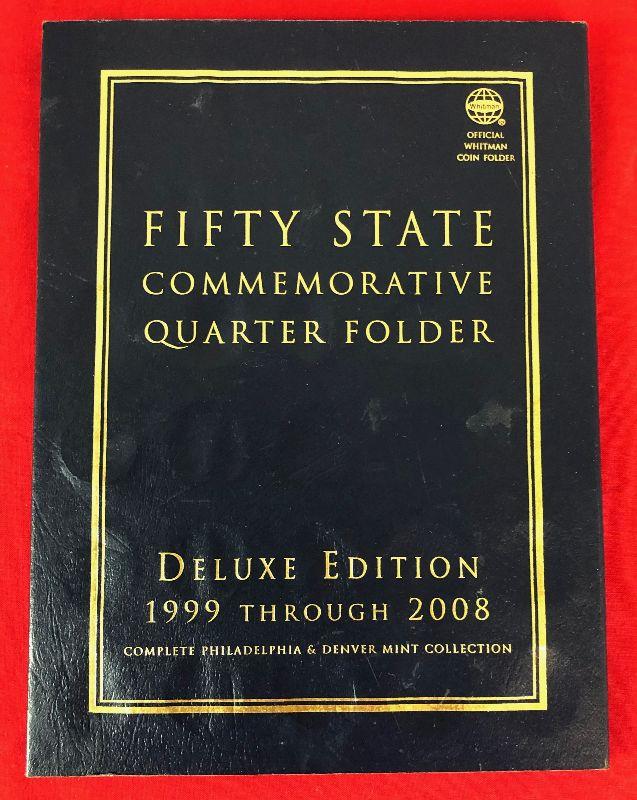 Whitman
®
OFFICIAL
WHITMAN
COIN FOLDER
FIFTY STATE
COMMEMORATIVE
QUARTER FOLDER
DELUXE EDITION
1999 THROUGH 2008
COMPLETE PHILADELPHIA & DENVER MINT COLLECTION